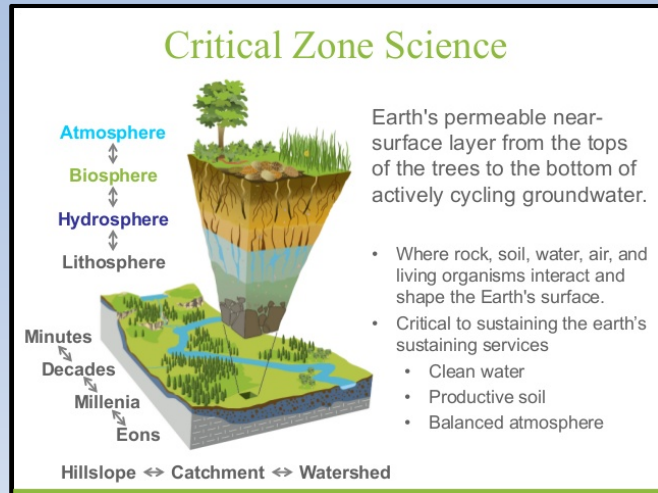 Critical Zone Science
Atmosphere
Biosphere
Hydrosphere
Lithosphere
Earth's permeable near-
surface layer from the tops
of the trees to the bottom of
actively cycling groundwater.
• Where rock, soil, water, air, and
living organisms interact and
shape the Earth's surface.
• Critical to sustaining the earth's
sustaining services
• Clean water
• Productive soil
• Balanced atmosphere
Minutes
Decades
Millenia
Eons
Hillslope ↔ Catchment ↔ Watershed